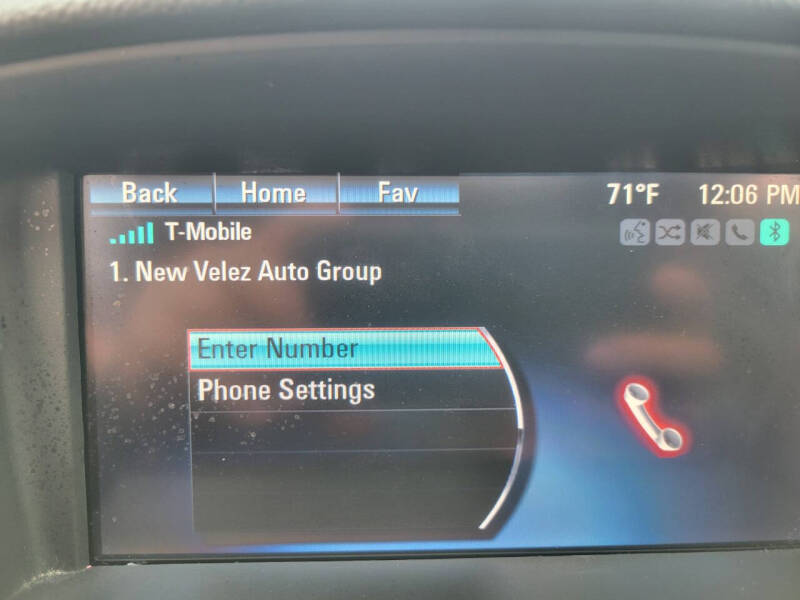 Back Home Fav 71°F 12:06 PM
T-Mobile
1. New Velez Auto Group
Enter Number
Phone Settings